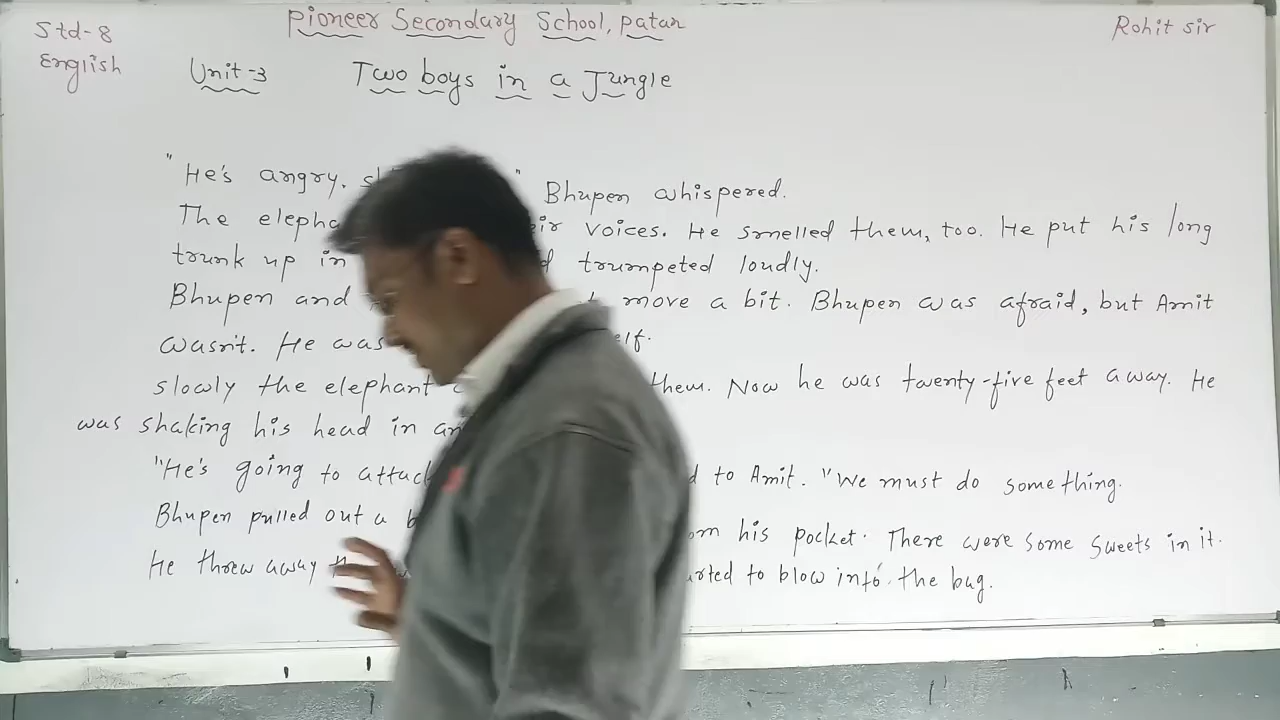 Std-8
English
Pioneer Secondary School, Patan
Rohit sir
Unit-3
Two boys in a Jungle
"He's angry. " Bhupen whispered.
The voices. He smelled them, too. He put his long
trunk up in trumpeted loudly.
Bhupen and move a bit. Bhupen was afraid, but Amit
wasn't. He was
slowly the elephant them. Now he was twenty-five feet away. He
was shaking his head in
"He's going to to Amit. "We must do something.
Bhupen pulled out a his pocket. There were some sweets in it.
He threw away to blow into the bag.